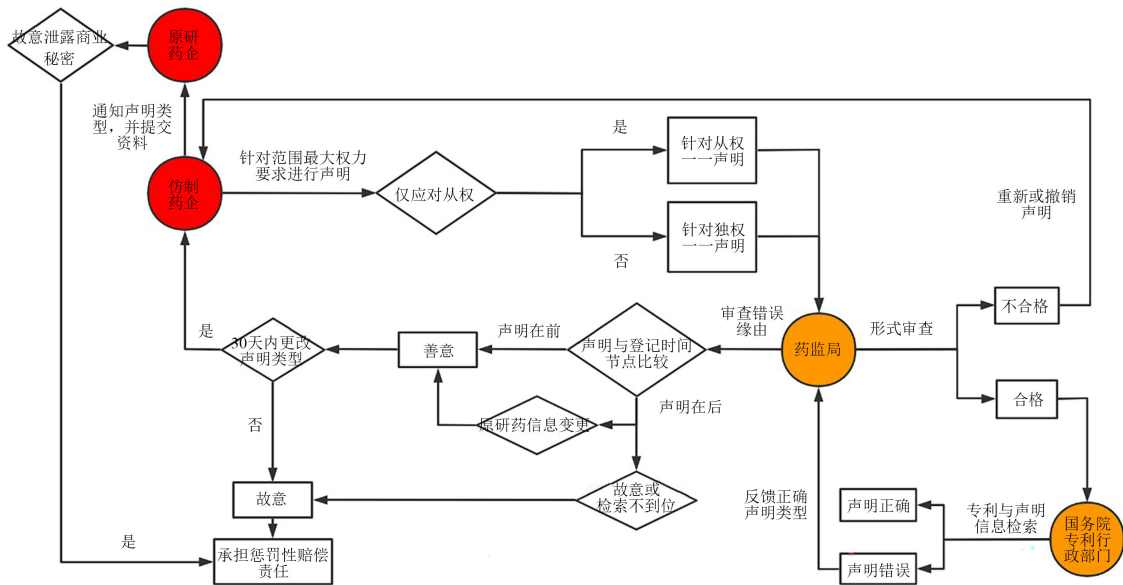 故意泄露商业
秘密
原研
药企
通知声明类
型，并提交
资料
仿制
药企
针对范围最大权力
要求进行声明
仅应对从权
是
针对从权
一一声明
否
针对独权
一一声明
重新或撤销
声明
审查错误
缘由
药监局
形式审查
不合格
合格
声明与登记时间
节点比较
声明在前
善意
30天内更改
声明类型
是
声明在后
原研药信息变更
否
故意或
检索不到位
故意
反馈正确
声明类型
声明正确
声明错误
专利与声明
信息检索
国务院
专利行
政部门
是
承担惩罚性赔偿
责任